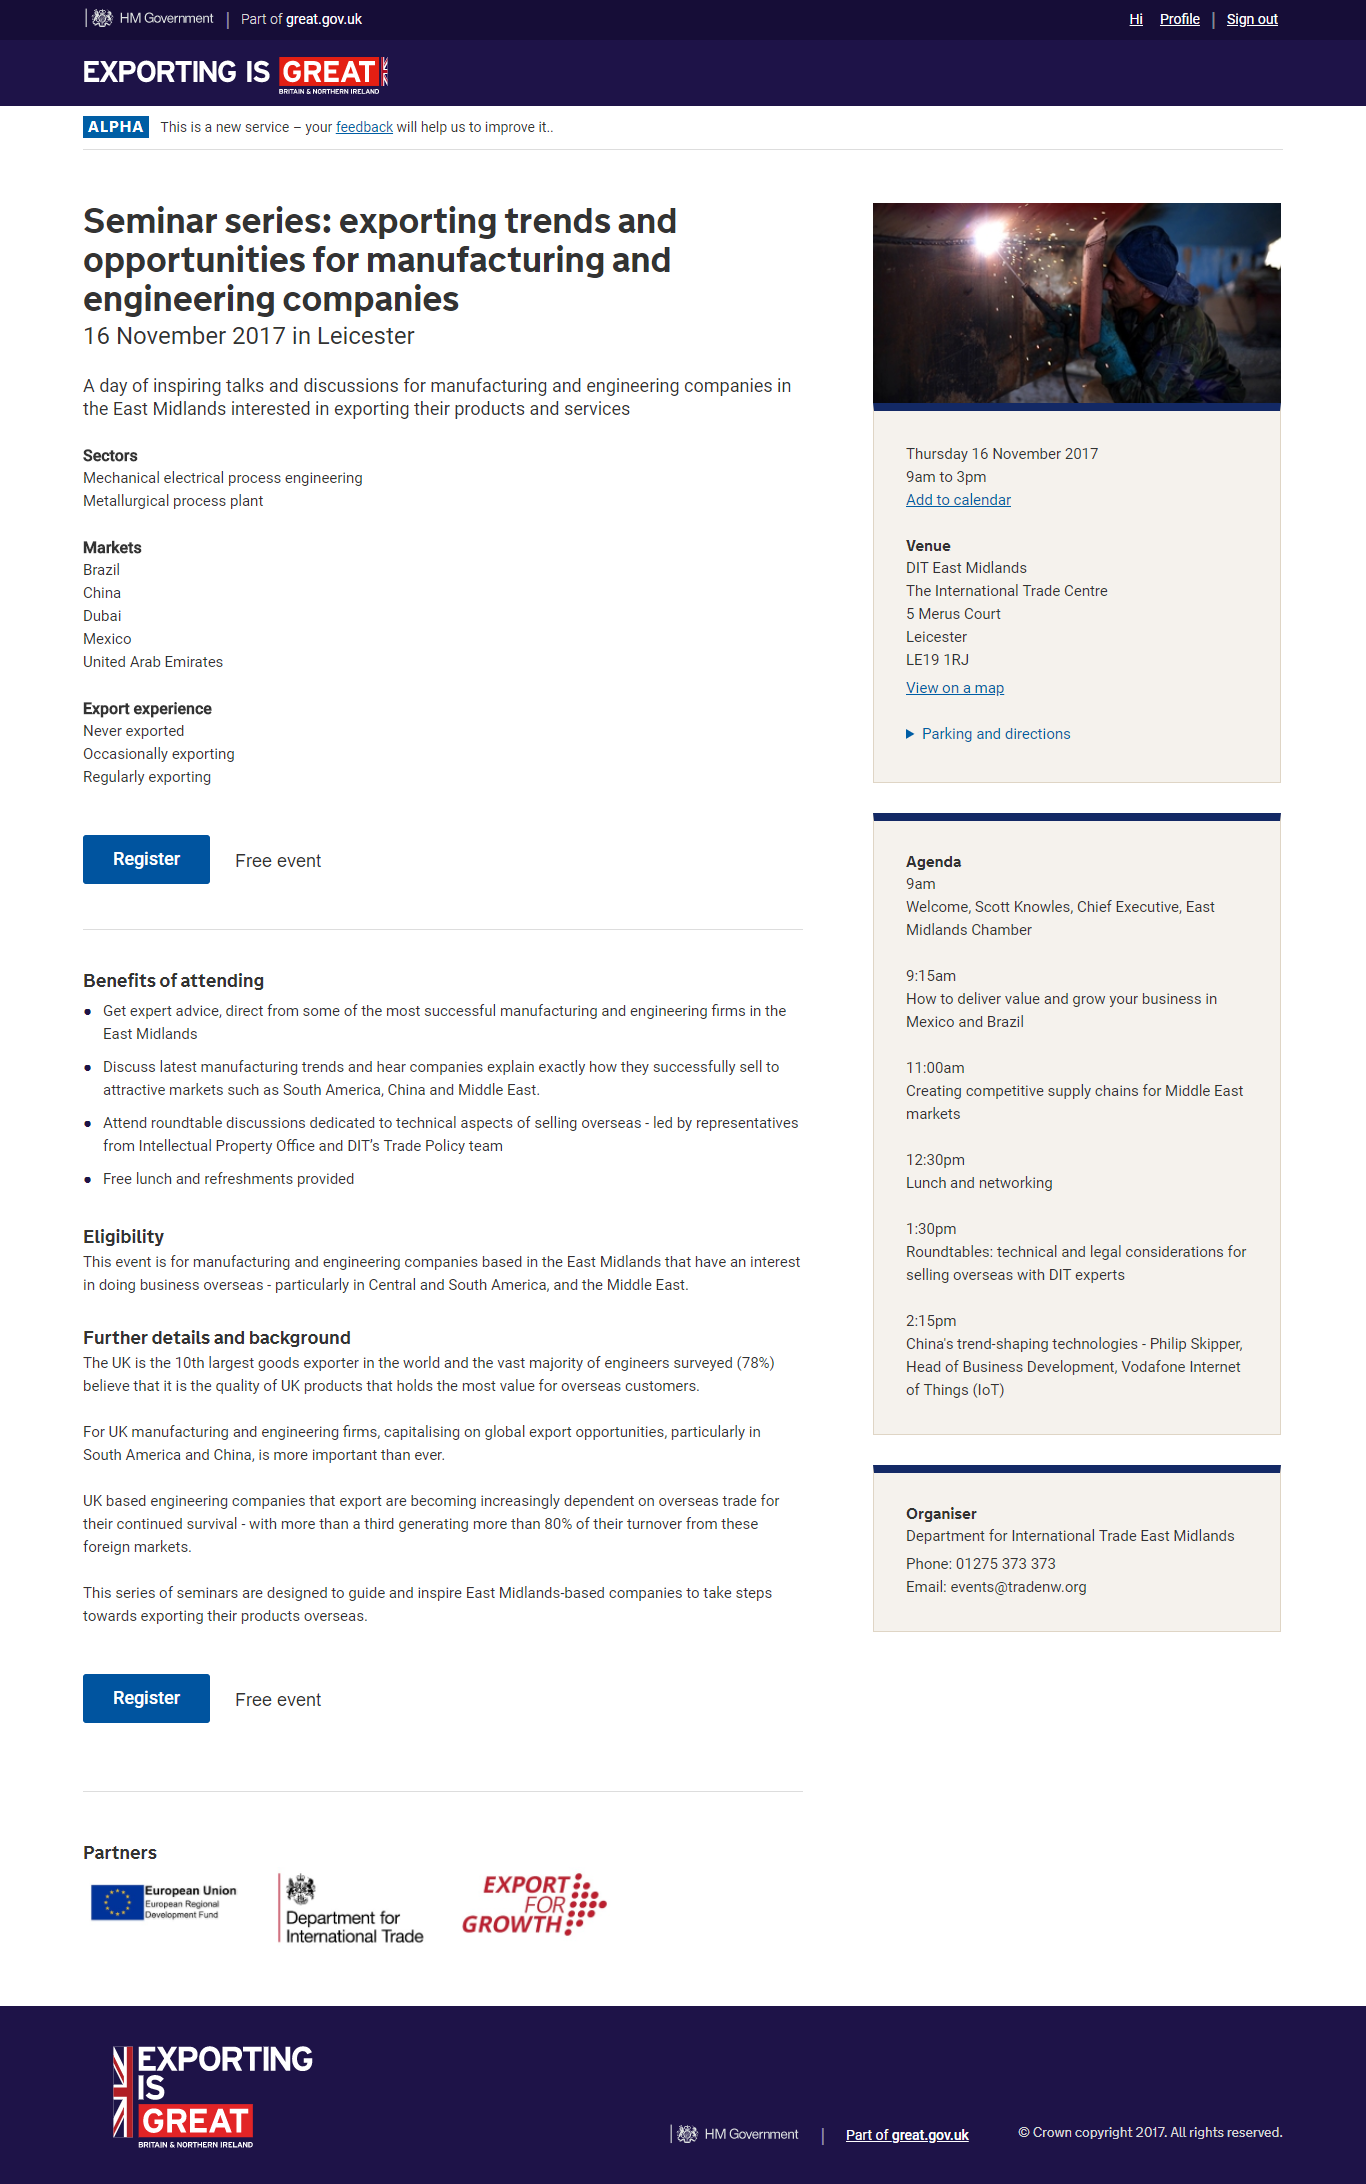 HM Government
Part of great.gov.uk
Hi Profile Sign out
EXPORTING IS GREAT
BRITAIN & NORTHERN IRELAND
ALPHA This is a new service – your feedback will help us to improve it..
Seminar series: exporting trends and
opportunities for manufacturing and
engineering companies
16 November 2017 in Leicester
A day of inspiring talks and discussions for manufacturing and engineering companies in
the East Midlands interested in exporting their products and services
Sectors
Mechanical electrical process engineering
Metallurgical process plant
Markets
Brazil
China
Dubai
Mexico
United Arab Emirates
Export experience
Never exported
Occasionally exporting
Regularly exporting
Register Free event
Benefits of attending
● Get expert advice, direct from some of the most successful manufacturing and engineering firms in the
East Midlands
● Discuss latest manufacturing trends and hear companies explain exactly how they successfully sell to
attractive markets such as South America, China and Middle East.
● Attend roundtable discussions dedicated to technical aspects of selling overseas - led by representatives
from Intellectual Property Office and DIT’s Trade Policy team
● Free lunch and refreshments provided
Eligibility
This event is for manufacturing and engineering companies based in the East Midlands that have an interest
in doing business overseas - particularly in Central and South America, and the Middle East.
Further details and background
The UK is the 10th largest goods exporter in the world and the vast majority of engineers surveyed (78%)
believe that it is the quality of UK products that holds the most value for overseas customers.
For UK manufacturing and engineering firms, capitalising on global export opportunities, particularly in
South America and China, is more important than ever.
UK based engineering companies that export are becoming increasingly dependent on overseas trade for
their continued survival - with more than a third generating more than 80% of their turnover from these
foreign markets.
This series of seminars are designed to guide and inspire East Midlands-based companies to take steps
towards exporting their products overseas.
Register Free event
Thursday 16 November 2017
9am to 3pm
Add to calendar
Venue
DIT East Midlands
The International Trade Centre
5 Merus Court
Leicester
LE19 1RJ
View on a map
Parking and directions
Agenda
9am
Welcome, Scott Knowles, Chief Executive, East
Midlands Chamber
9:15am
How to deliver value and grow your business in
Mexico and Brazil
11:00am
Creating competitive supply chains for Middle East
markets
12:30pm
Lunch and networking
1:30pm
Roundtables: technical and legal considerations for
selling overseas with DIT experts
2:15pm
China's trend-shaping technologies - Philip Skipper,
Head of Business Development, Vodafone Internet
of Things (IoT)
Organiser
Department for International Trade East Midlands
Phone: 01275 373 373
Email: events@tradenw.org
Partners
European Union
European Regional
Development Fund
Department for
International Trade
EXPORT
FOR
GROWTH
EXPORTING
IS
GREAT
BRITAIN & NORTHERN IRELAND
HM Government
Part of great.gov.uk
© Crown copyright 2017. All rights reserved.